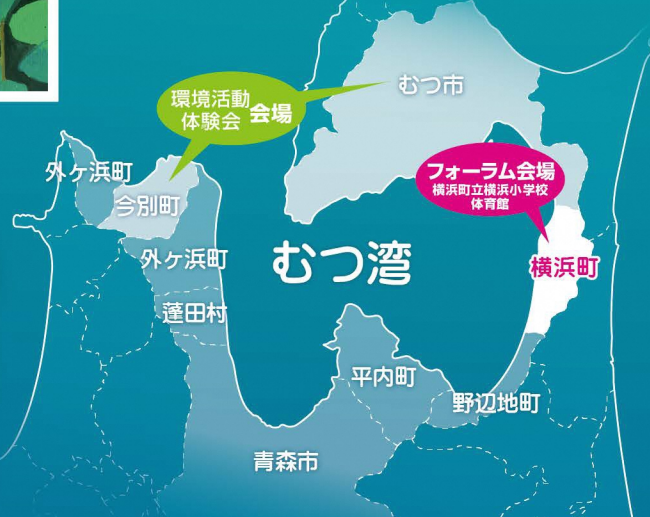 むつ市
環境活動
体験会 会場
外ヶ浜町
フォーラム会場
横浜町立横浜小学校
体育館
今別町
外ヶ浜町
むつ湾
横浜町
蓬田村
平内町
野辺地町
青森市